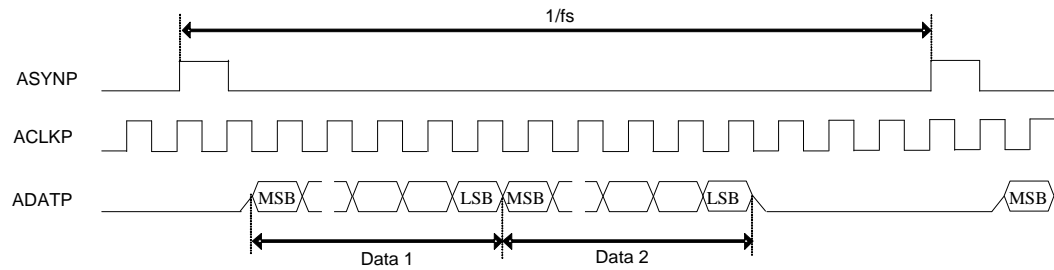 1/fs
ASYNP
ACLKP
ADATP MSB LSB MSB LSB MSB
Data 1 Data 2